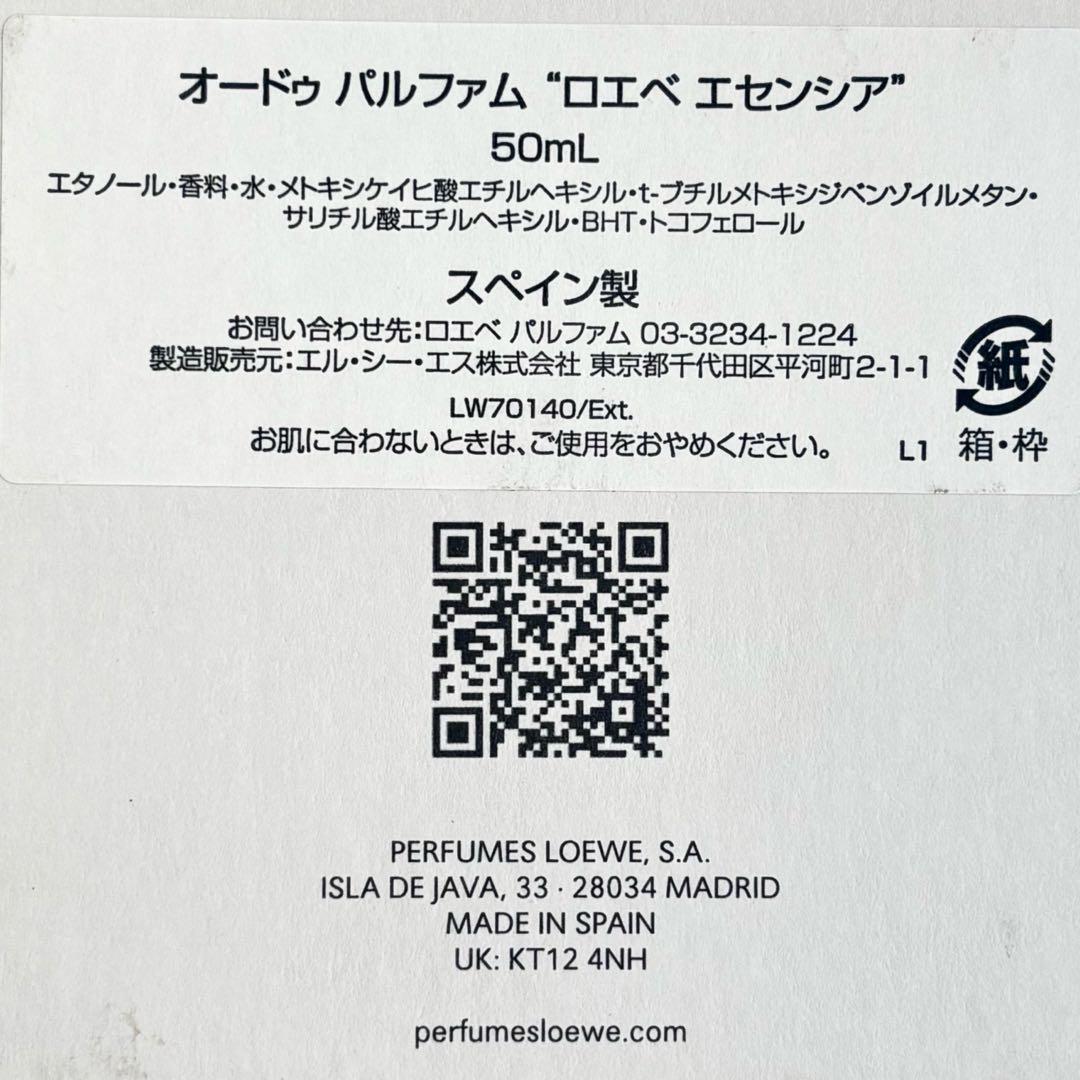 オードゥ パルファム “ロエベ エセンシア”
50mL
エタノール・香料・水・メトキシケイヒ酸エチルヘキシル・t-ブチルメトキシジベンゾイルメタン・
サリチル酸エチルヘキシル・BHT・トコフェロール
スペイン製
お問い合わせ先：ロエベ パルファム 03-3234-1224
製造販売元：エル・シー・エス株式会社 東京都千代田区平河町2-1-1
LW70140/Ext.
お肌に合わないときは、ご使用をおやめください。
L1
紙
箱・枠
PERFUMES LOEWE, S.A.
ISLA DE JAVA, 33 · 28034 MADRID
MADE IN SPAIN
UK: KT12 4NH
perfumesloewe.com